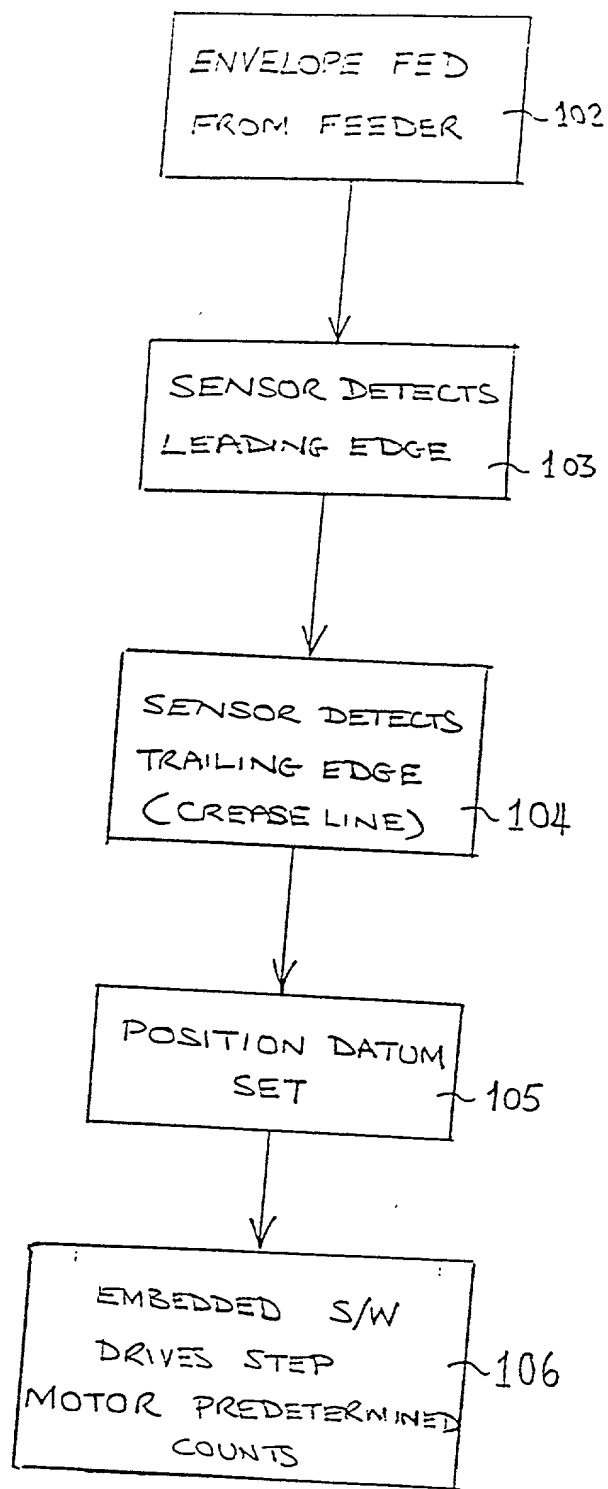 ENVELOPE FED
FROM FEEDER
102
SENSOR DETECTS
LEADING EDGE
103
SENSOR DETECTS
TRAILING EDGE
(CREASE LINE)
104
POSITION DATUM
SET
105
EMBEDDED S/W
DRIVES STEP
MOTOR PREDETERMINED
COUNTS
106